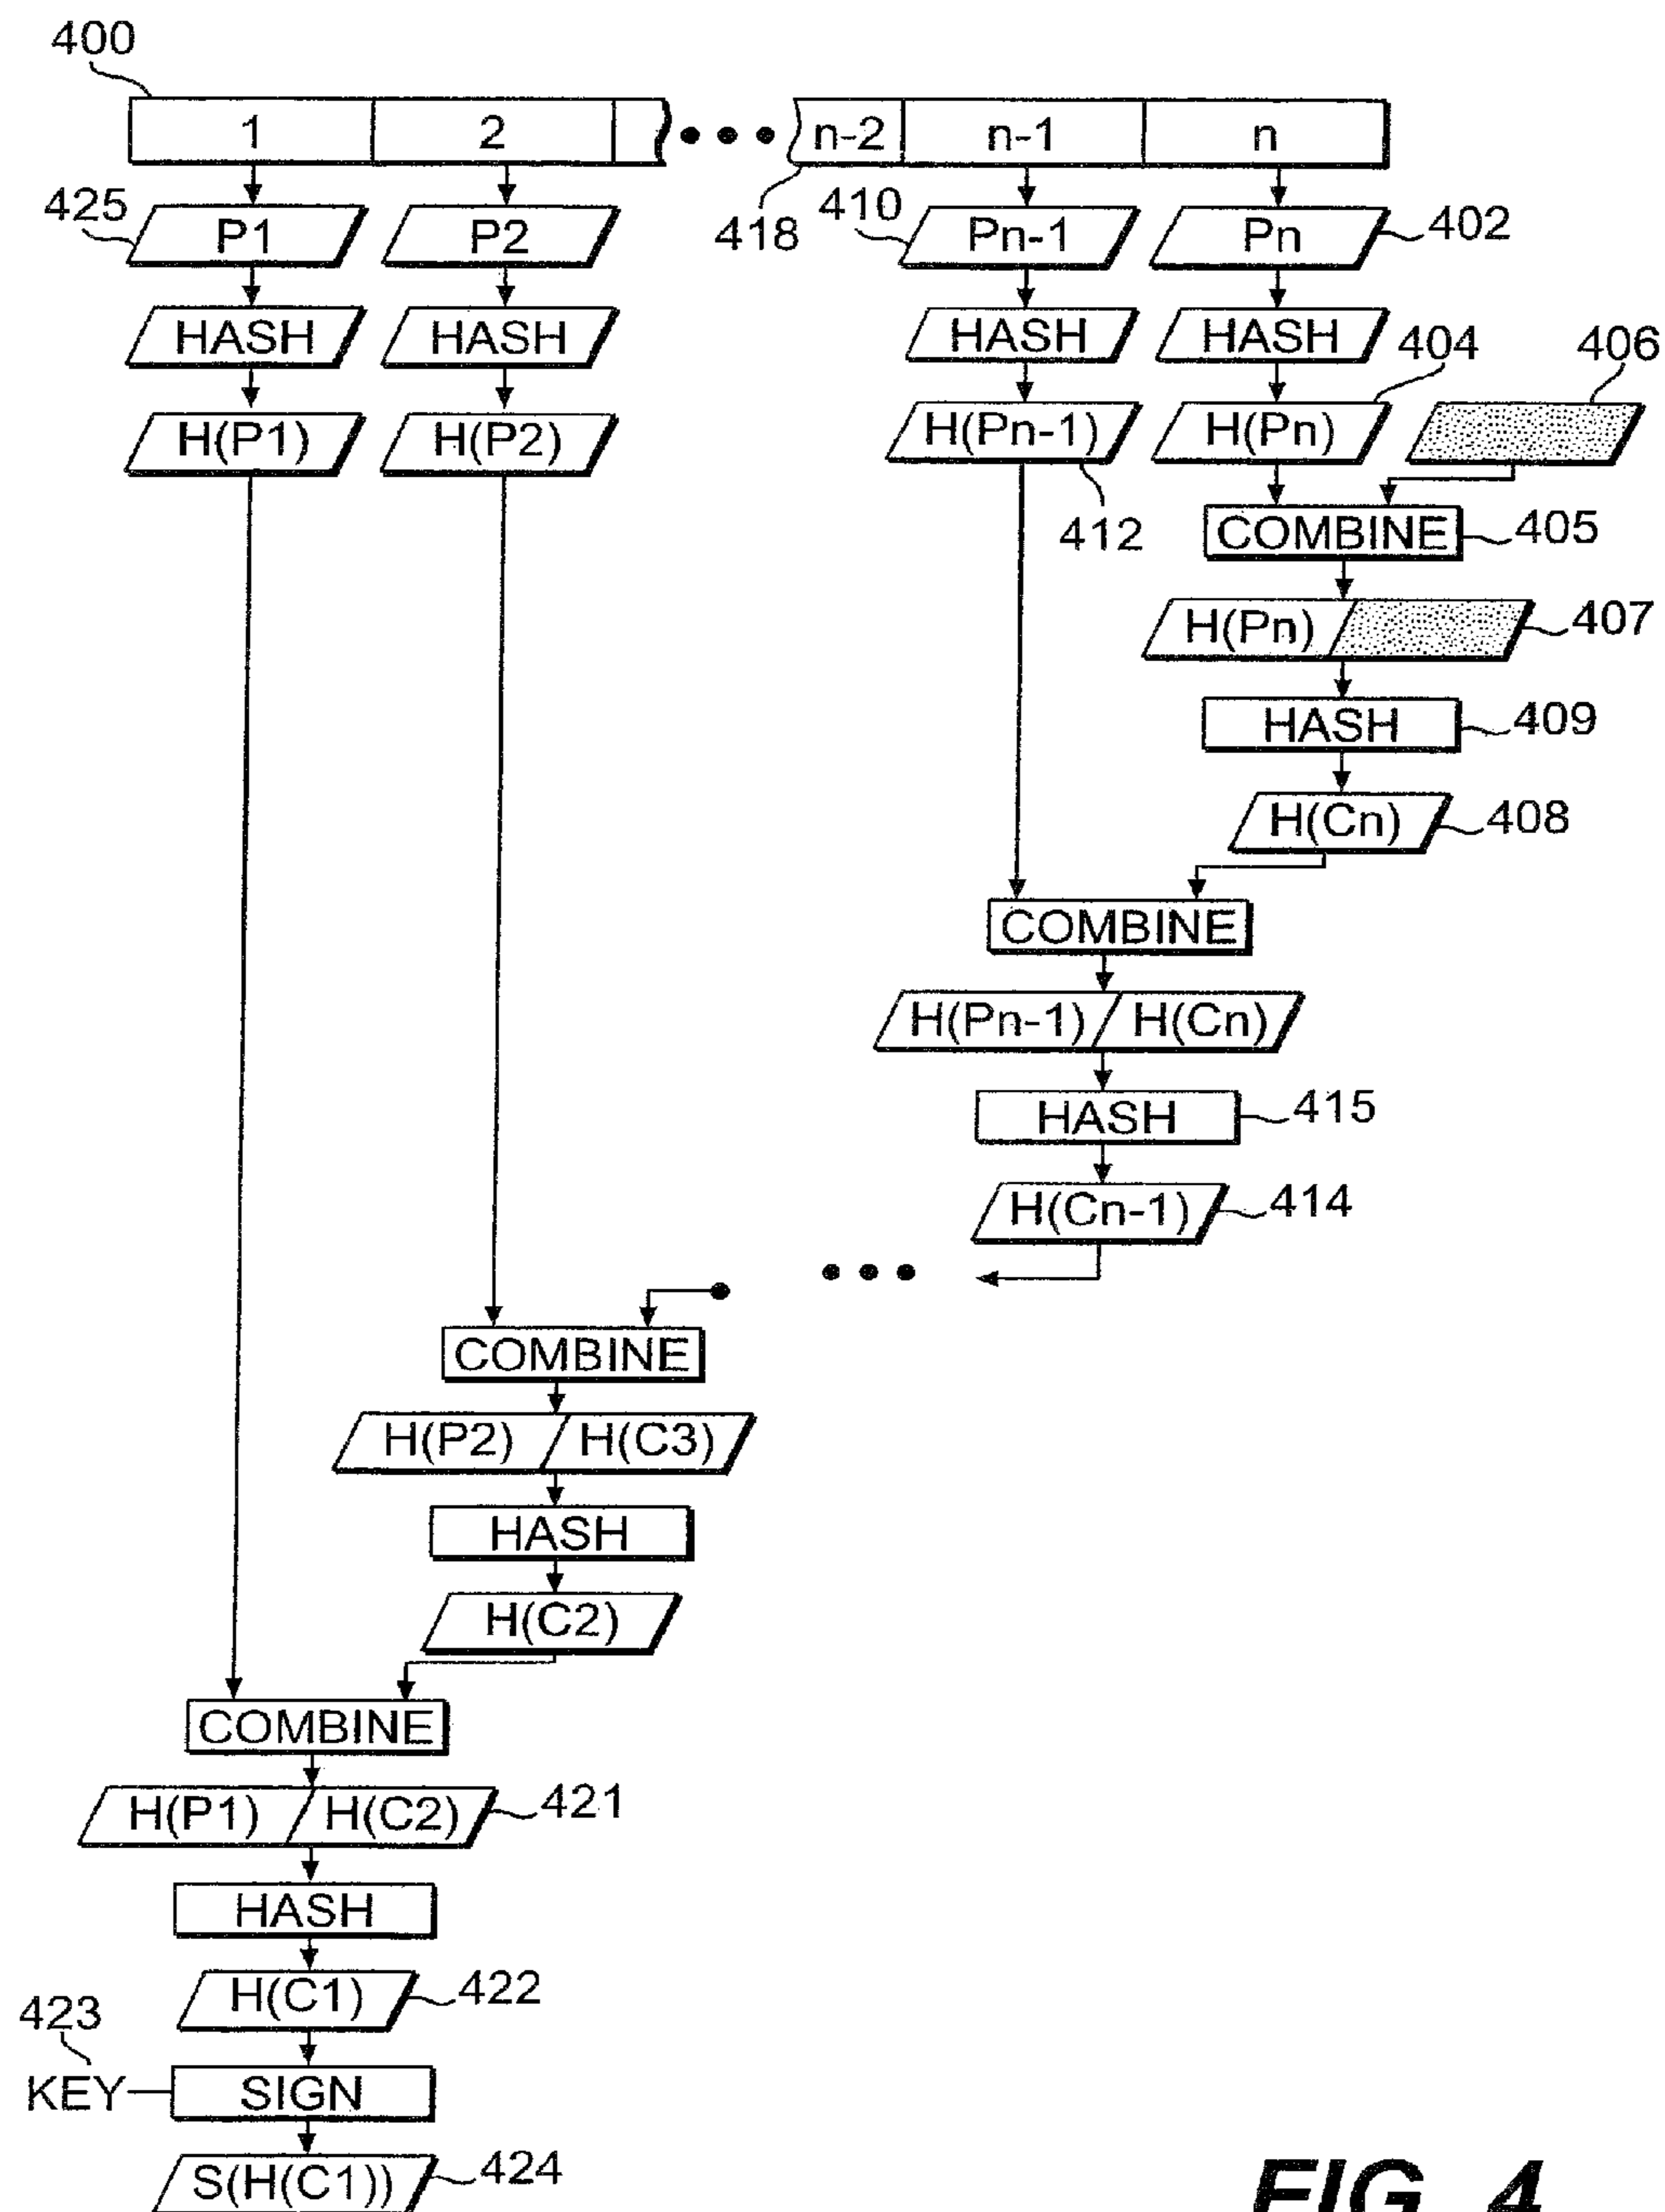 400
1 2 n-2 n-1 n
425 P1 P2 418 410 Pn-1 Pn 402
HASH HASH HASH HASH 404 406
H(P1) H(P2) H(Pn-1) H(Pn)
412 COMBINE 405
H(Pn) 407
HASH 409
H(Cn) 408
COMBINE
H(Pn-1) H(Cn)
HASH 415
H(Cn-1) 414
COMBINE
H(P2) H(C3)
HASH
H(C2)
COMBINE
H(P1) H(C2) 421
HASH
H(C1) 422
423
KEY SIGN
S(H(C1)) 424
FIG. 4